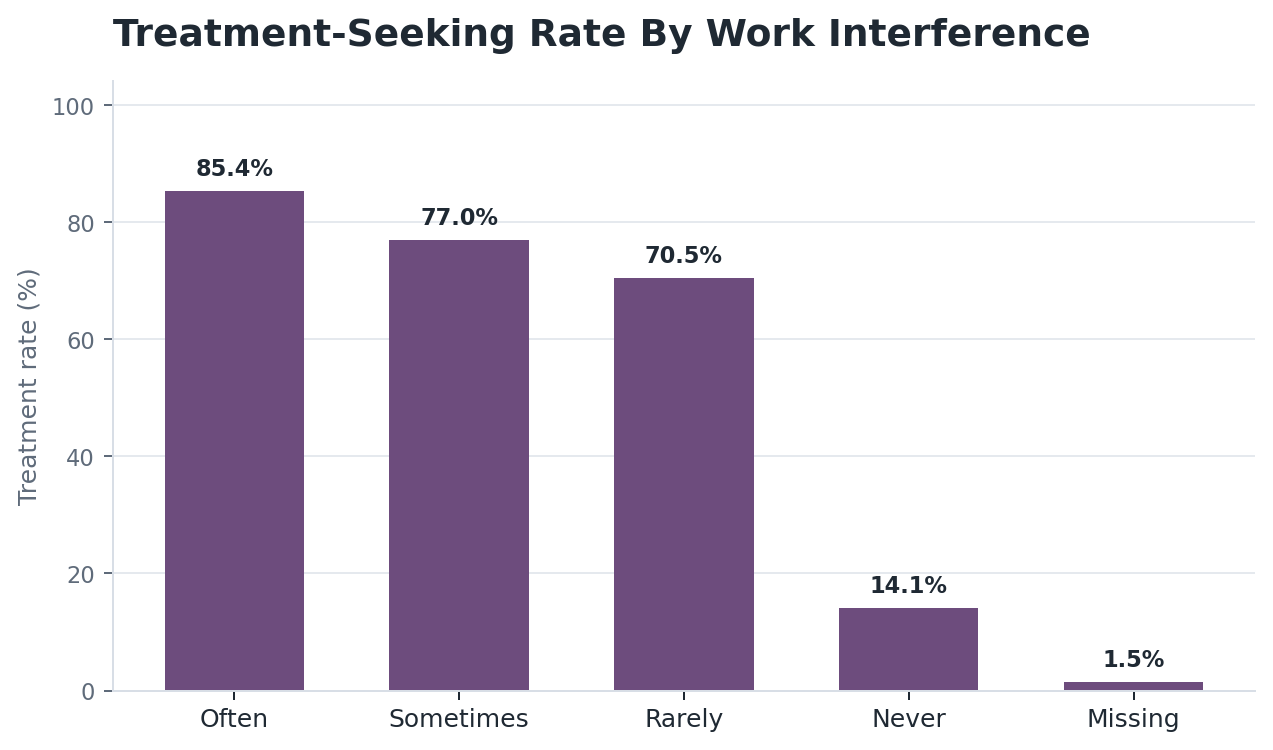 Treatment-Seeking Rate By Work Interference
Treatment rate (%)
100
80
60
40
20
0
85.4%
77.0%
70.5%
14.1%
1.5%
Often
Sometimes
Rarely
Never
Missing